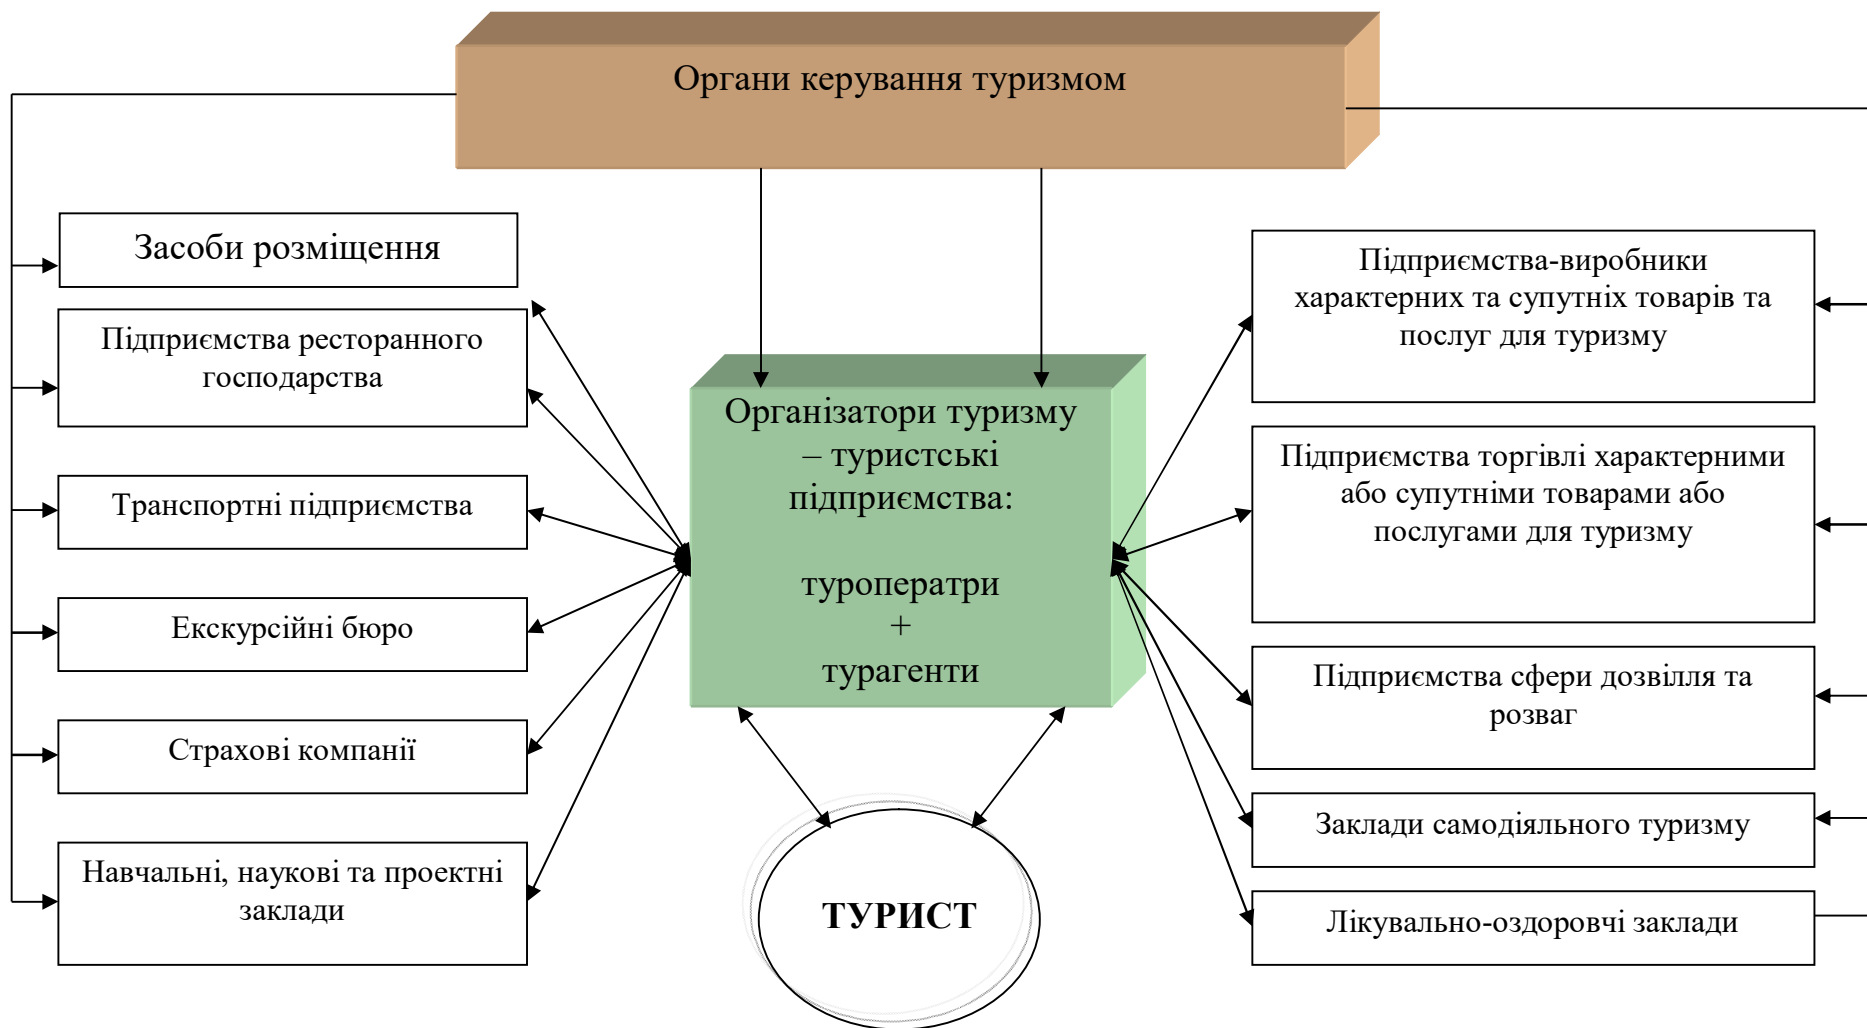 Органи керування туризмом
Засоби розміщення
Підприємства ресторанного
господарства
Транспортні підприємства
Екскурсійні бюро
Страхові компанії
Навчальні, наукові та проектні
заклади
Організатори туризму
– туристські
підприємства:
туроператри
+
турагенти
ТУРИСТ
Підприємства-виробники
характерних та супутніх товарів та
послуг для туризму
Підприємства торгівлі характерними
або супутніми товарами або
послугами для туризму
Підприємства сфери дозвілля та
розваг
Заклади самодіяльного туризму
Лікувально-оздоровчі заклади